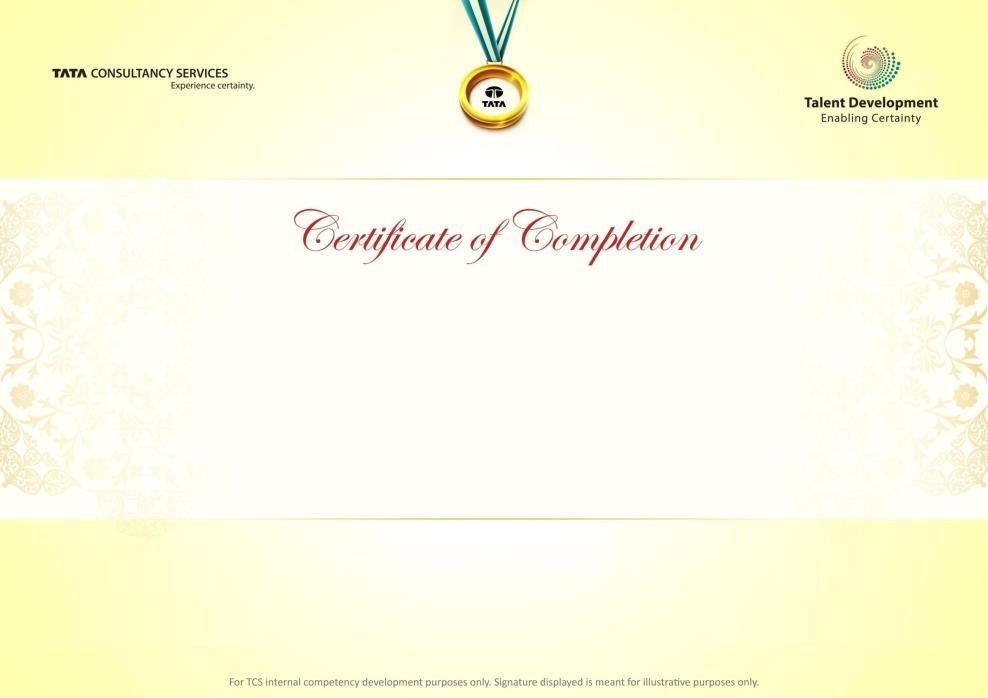 TATA CONSULTANCY SERVICES
Experience certainty.
TATA
Talent Development
Enabling Certainty
Certificate of Completion
For TCS internal competency development purposes only. Signature displayed is meant for illustrative purposes only.